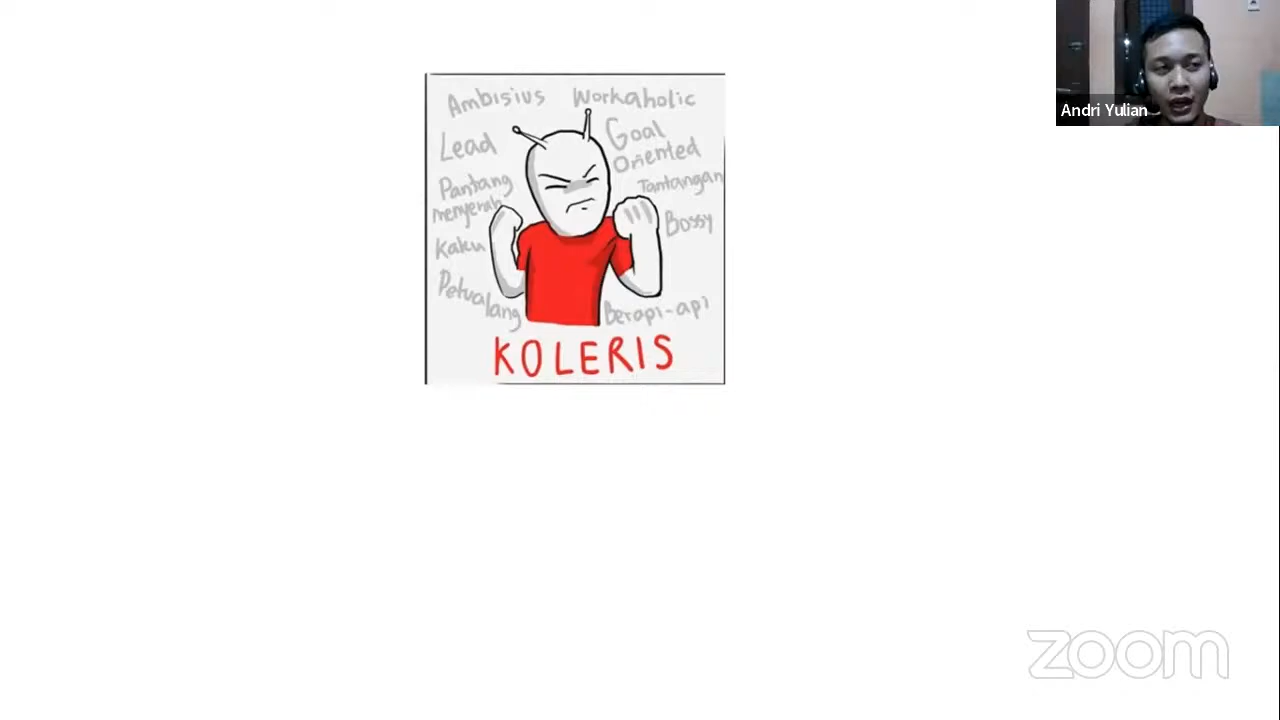 Ambisius Workaholic
Lead
Goal
Oriented
Pantang
menyerah
Tantangan
Kaku
Bossy
Petualang
Berapi-api
KOLERIS
Andri Yulian
zoom